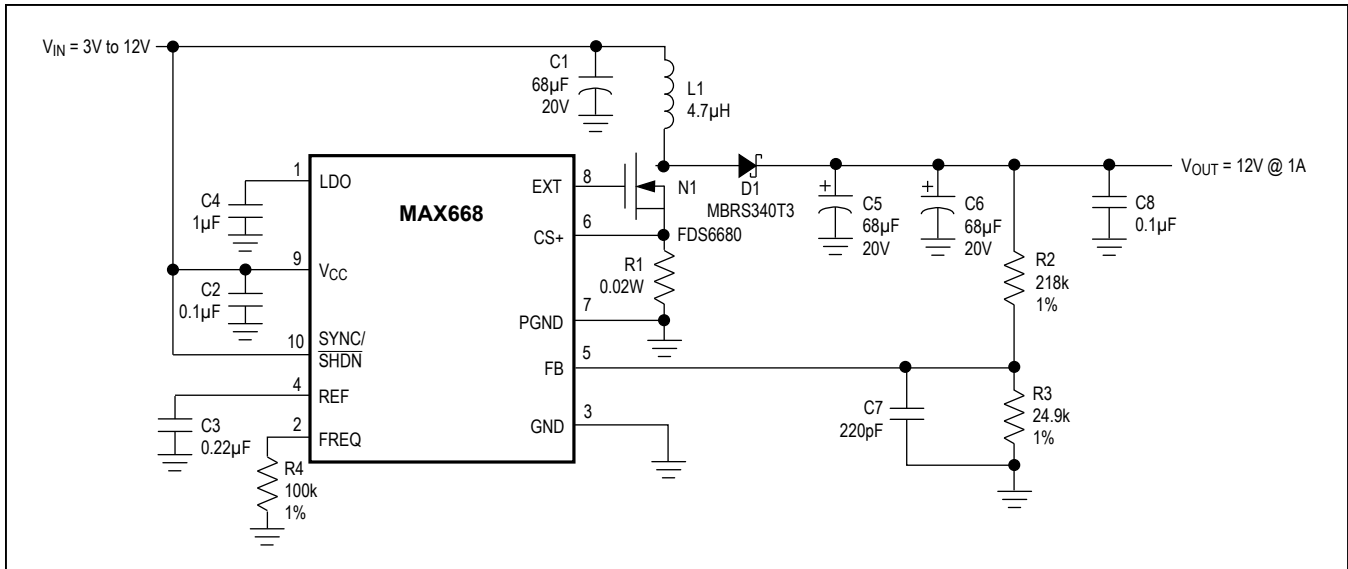 V_IN = 3V to 12V
C1
68µF
20V
L1
4.7µH
1
LDO
C4
1µF
MAX668
EXT
8
N1
FDS6680
D1
MBRS340T3
V_OUT = 12V @ 1A
C5
68µF
20V
C6
68µF
20V
C8
0.1µF
CS+
6
R1
0.02W
R2
218k
1%
9
V_CC
C2
0.1µF
PGND
7
10
SYNC/
SHDN
FB
5
4
REF
C3
0.22µF
C7
220pF
R3
24.9k
1%
GND
3
2
FREQ
R4
100k
1%